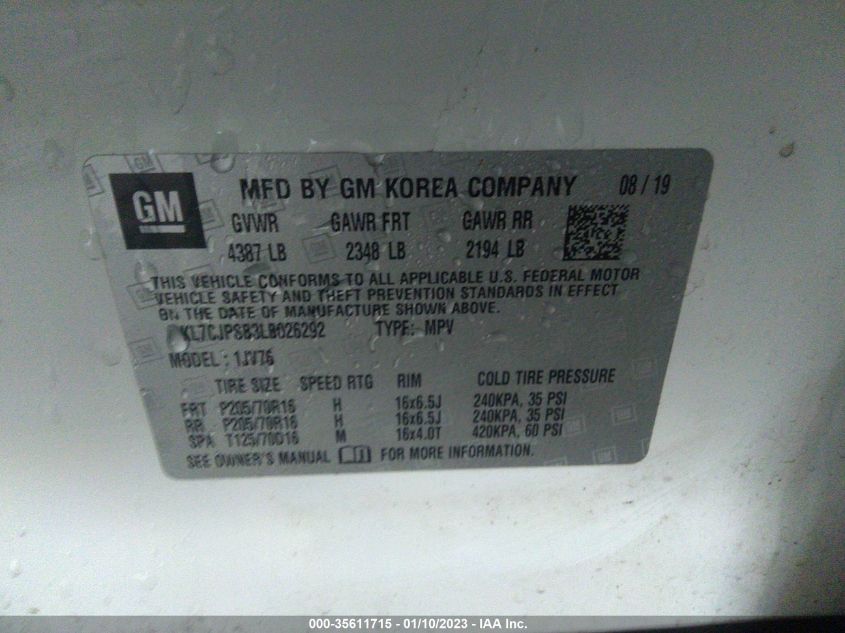 GM
MFD BY GM KOREA COMPANY 08 / 19
GVWR GAWR FRT GAWR RR
4387 LB 2348 LB 2194 LB
THIS VEHICLE CONFORMS TO ALL APPLICABLE U.S. FEDERAL MOTOR
VEHICLE SAFETY AND THEFT PREVENTION STANDARDS IN EFFECT
ON THE DATE OF MANUFACTURE SHOWN ABOVE.
KL7CJPSB3LB026292 TYPE: MPV
MODEL : 1JV76
TIRE SIZE SPEED RTG RIM COLD TIRE PRESSURE
FRT P205/70R16 H 16x6.5J 240KPA, 35 PSI
RR P205/70R16 H 16x6.5J 240KPA, 35 PSI
SPA T125/70D16 M 16x4.0T 420KPA, 60 PSI
SEE OWNER'S MANUAL FOR MORE INFORMATION.
000-35611715 - 01/10/2023 - IAA Inc.